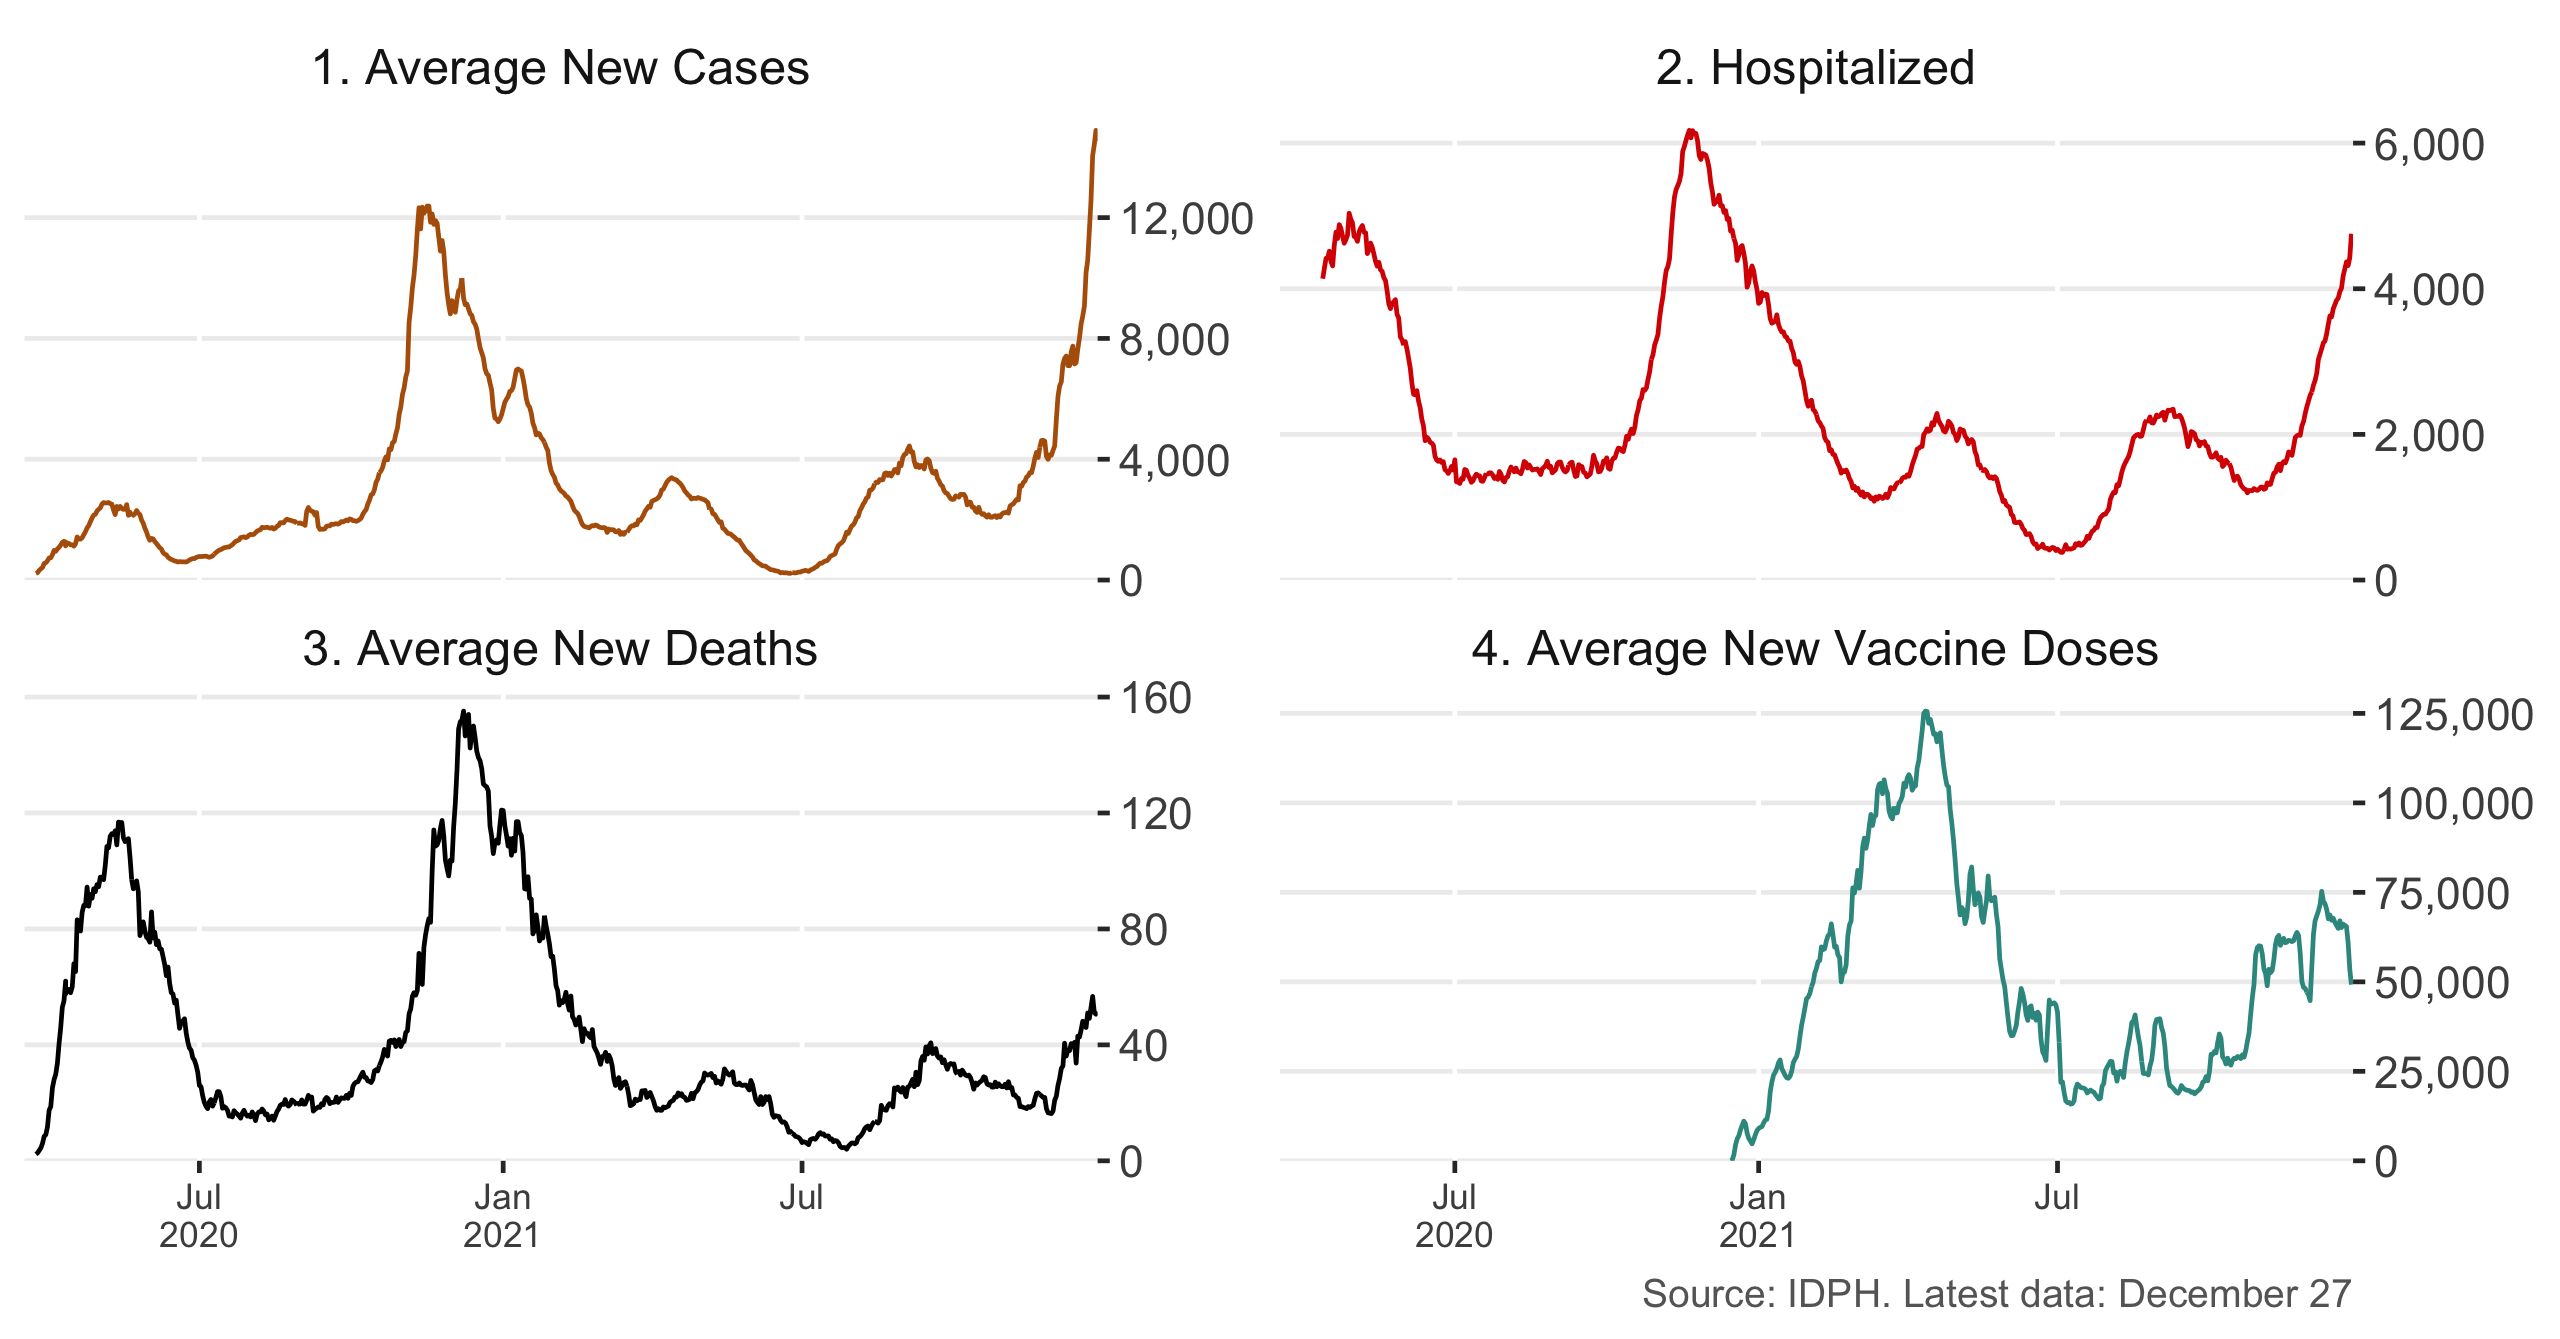 1. Average New Cases
12,000
8,000
4,000
0
2. Hospitalized
6,000
4,000
2,000
0
3. Average New Deaths
160
120
80
40
0
Jul
2020
Jan
2021
Jul
4. Average New Vaccine Doses
125,000
100,000
75,000
50,000
25,000
0
Jul
2020
Jan
2021
Jul
Source: IDPH. Latest data: December 27